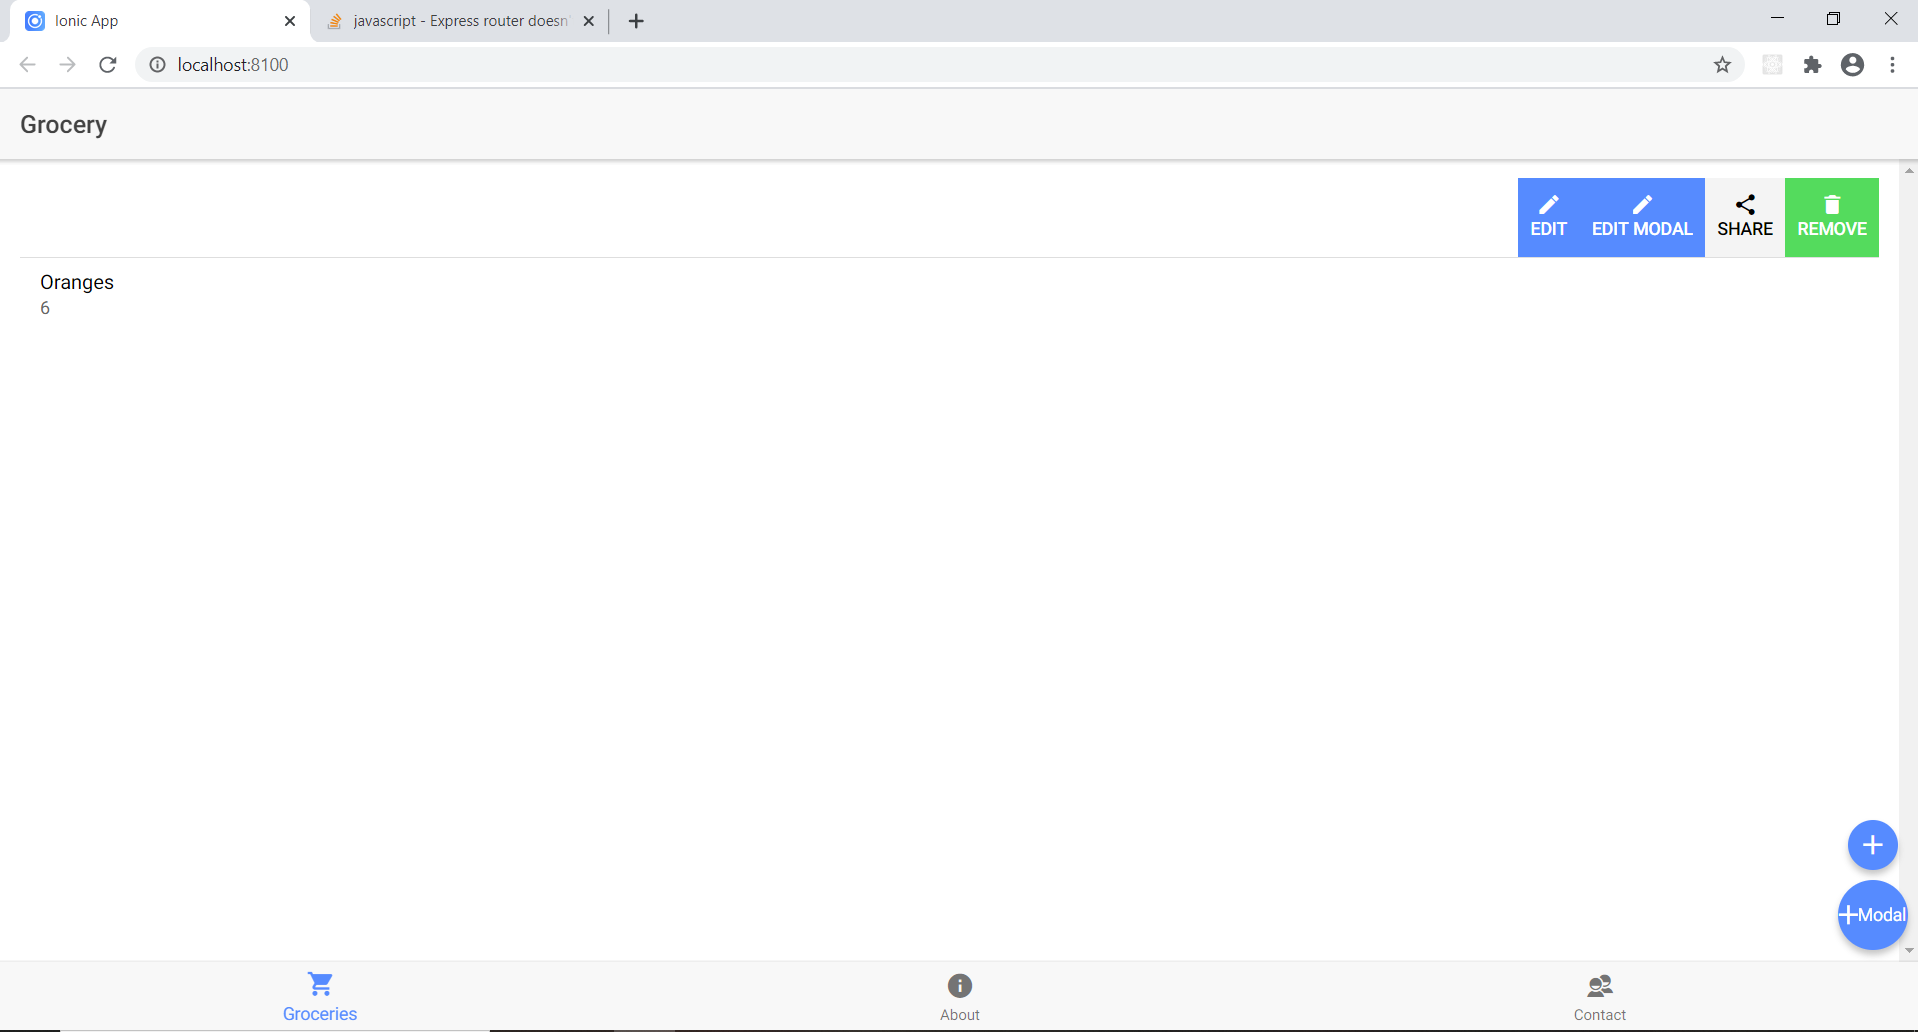 Ionic App
javascript - Express router doesn'
localhost:8100
Grocery
EDIT
EDIT MODAL
SHARE
REMOVE
Oranges
6
Modal
Groceries
About
Contact